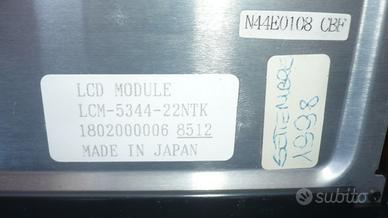 N44E0108 CBF
LCD MODULE
LCM-5344-22NTK
1802000006 8512
MADE IN JAPAN
SETTEMBRE
1998
subito